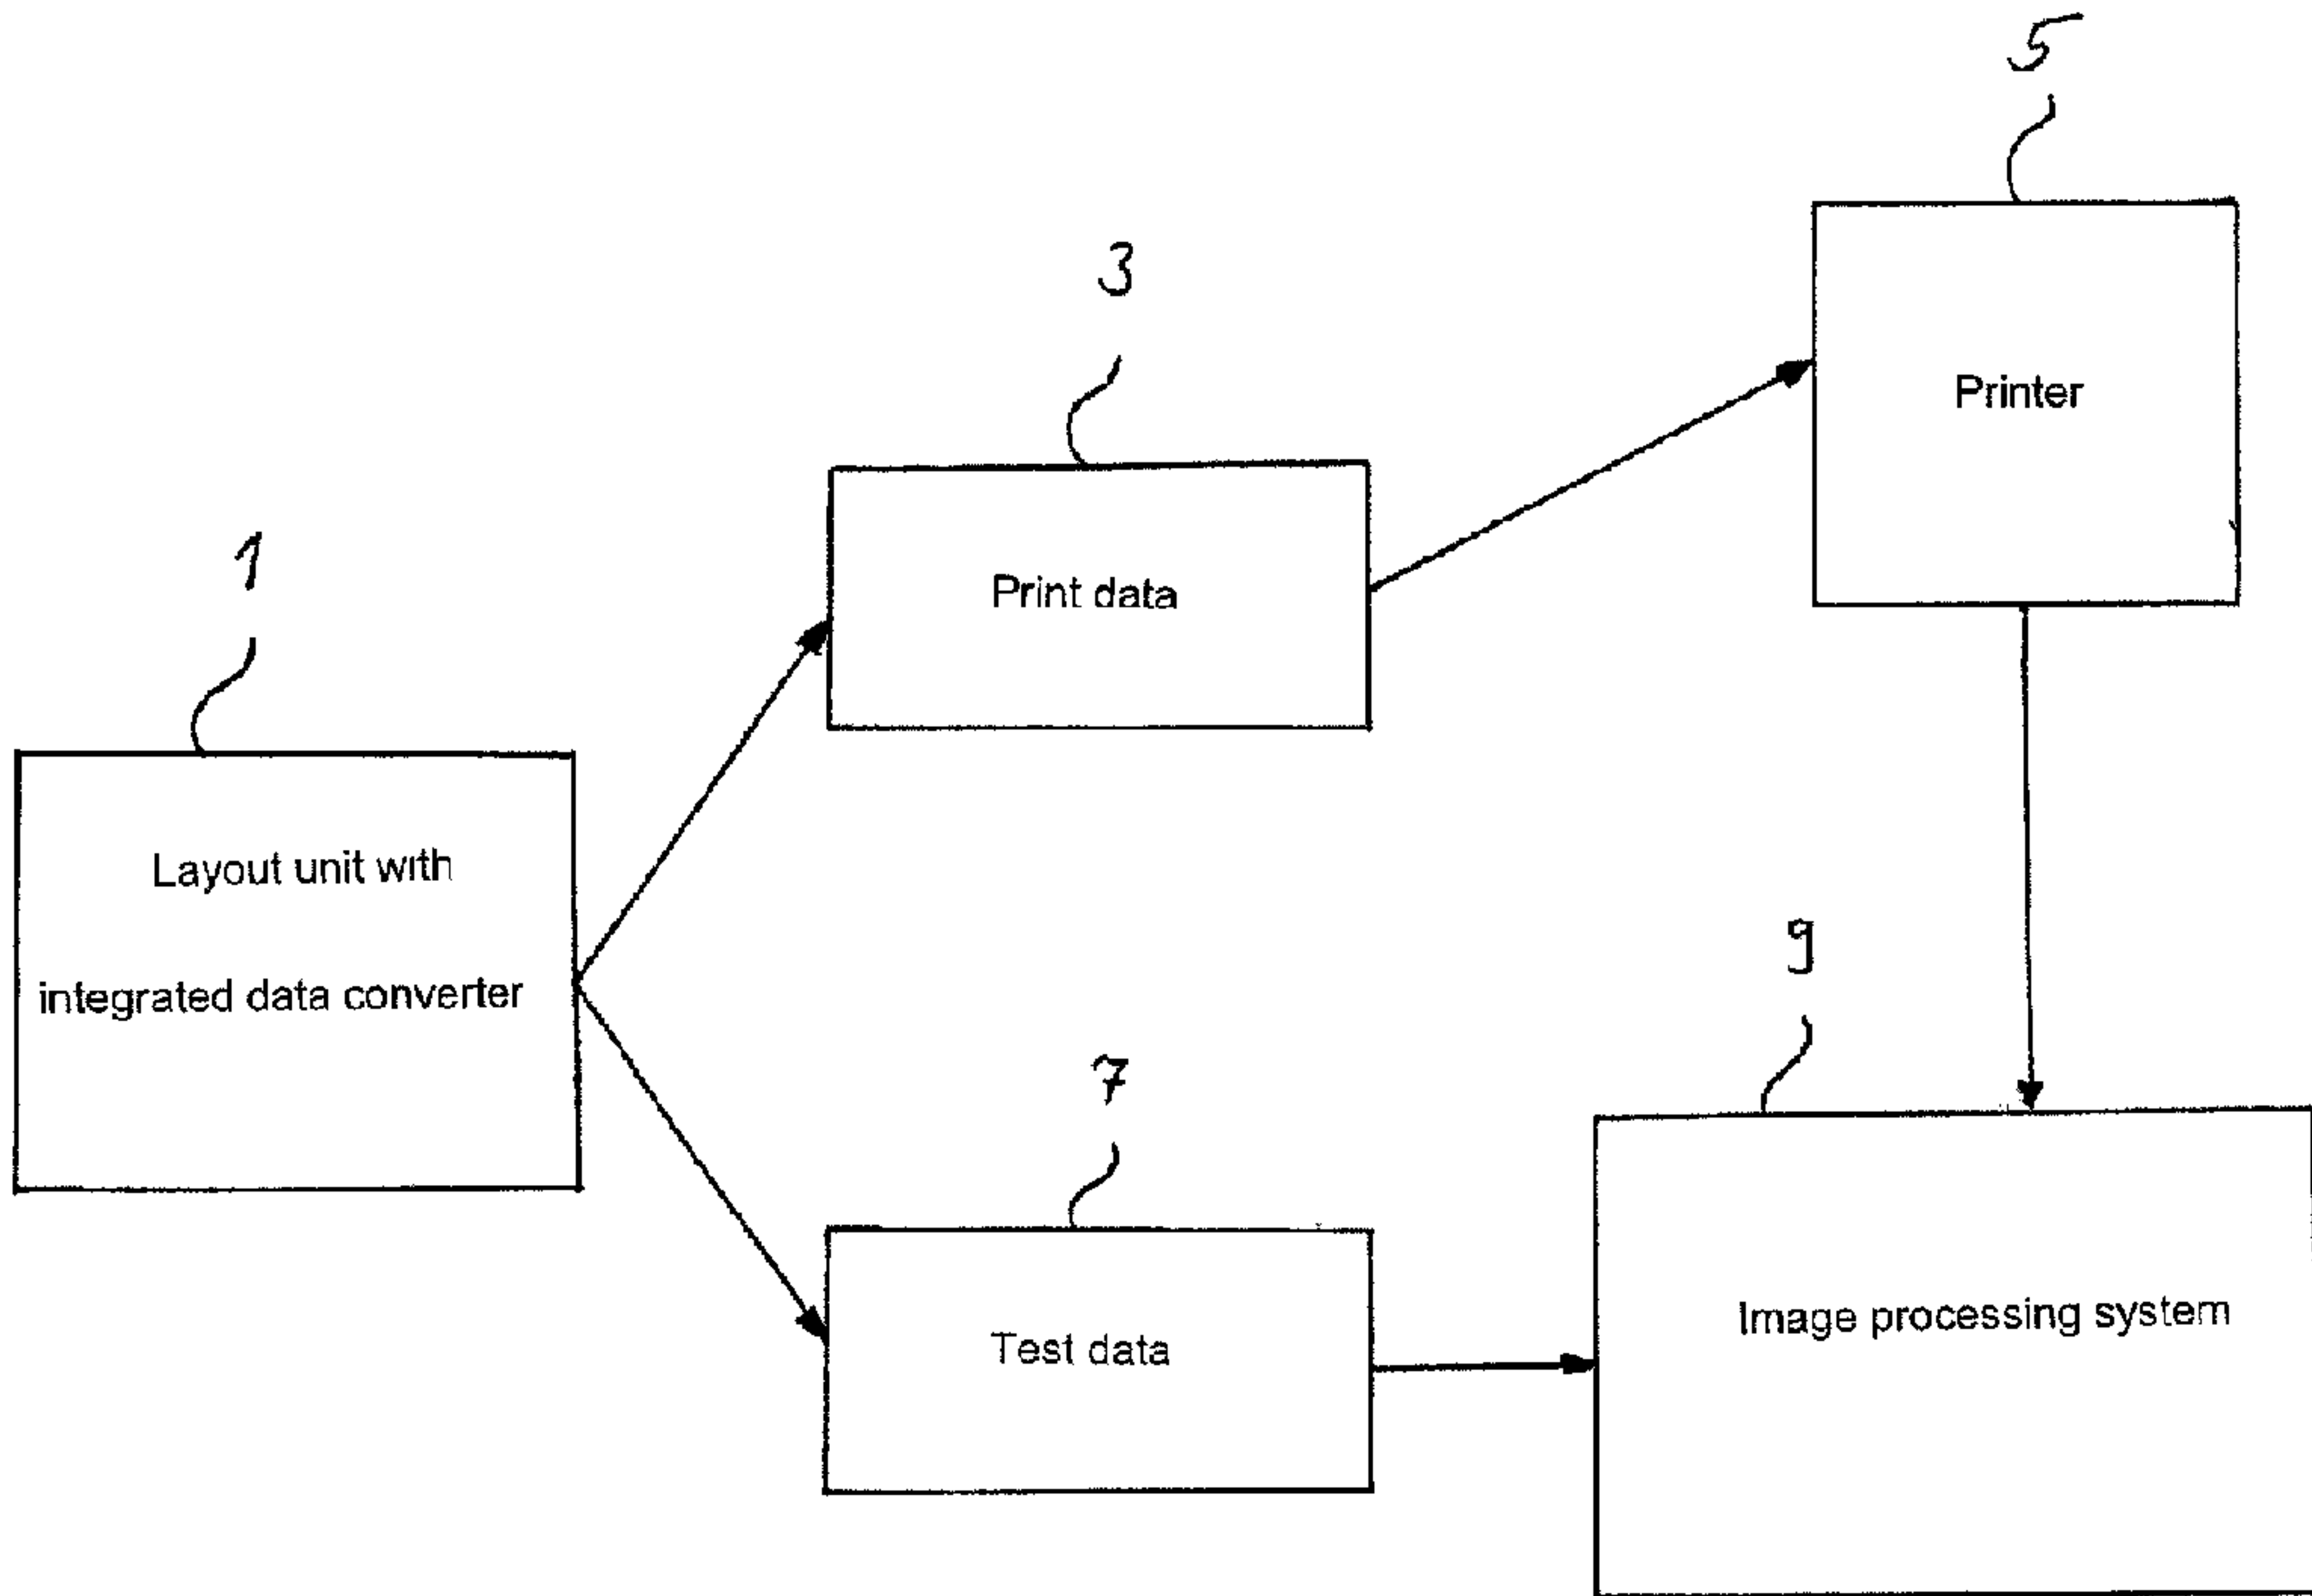 5
3
Printer
1
Print data
Layout unit with
integrated data converter
9
7
Image processing system
Test data